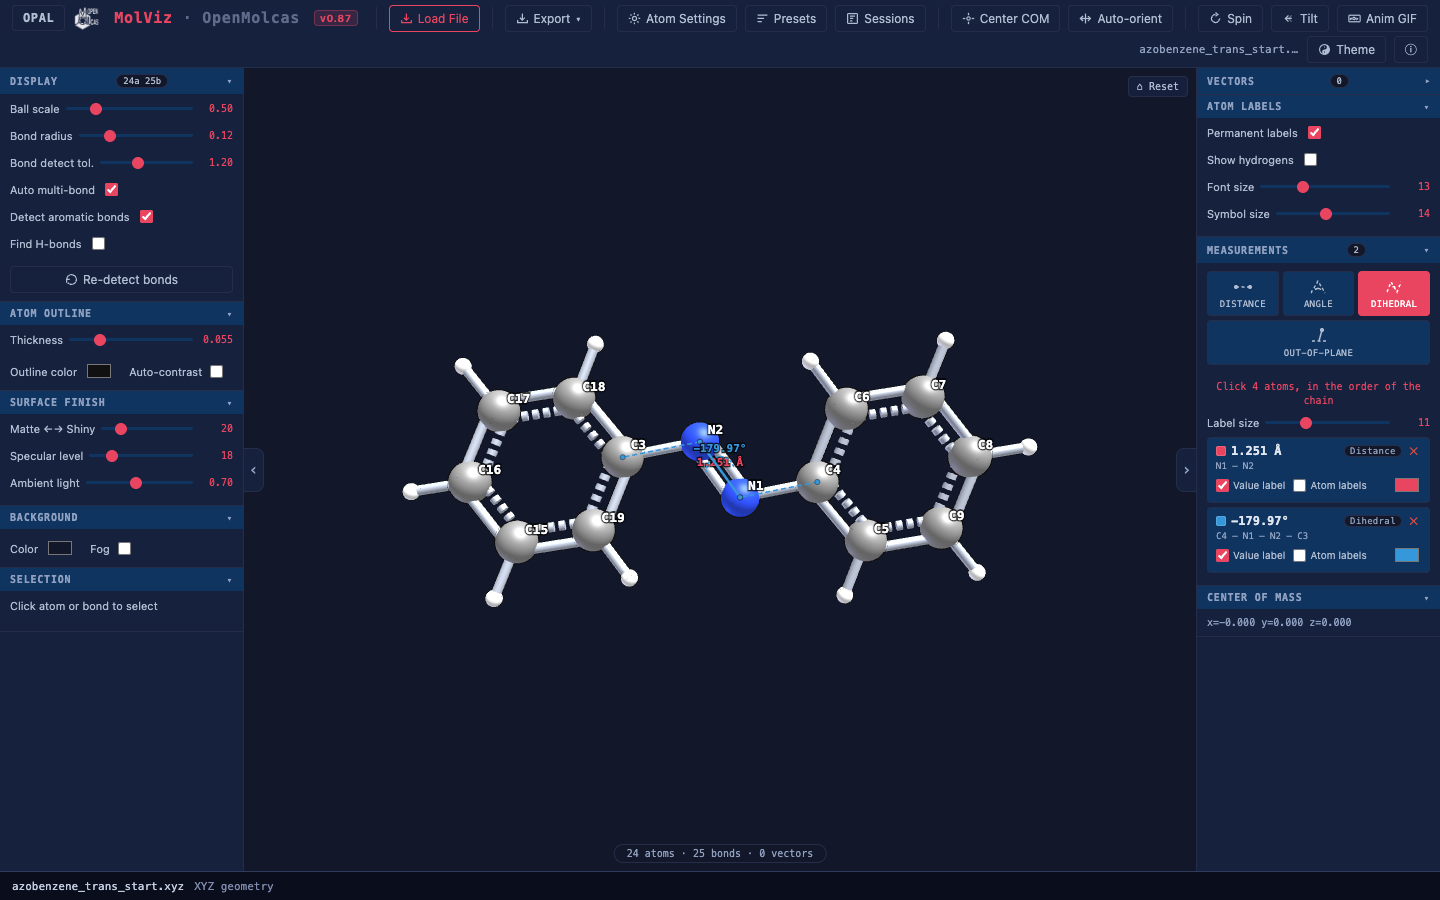 OPAL
OPEN
MOLCAS
MolViz · OpenMolcas v0.87
Load File
Export
Atom Settings
Presets
Sessions
Center COM
Auto-orient
Spin
Tilt
Anim GIF
azobenzene_trans_start.…
Theme
DISPLAY 24a 25b
Ball scale 0.50
Bond radius 0.12
Bond detect tol. 1.20
Auto multi-bond
Detect aromatic bonds
Find H-bonds
Re-detect bonds
ATOM OUTLINE
Thickness 0.055
Outline color Auto-contrast
SURFACE FINISH
Matte <-> Shiny 20
Specular level 18
Ambient light 0.70
BACKGROUND
Color Fog
SELECTION
Click atom or bond to select
Reset
C7
C18
C6
C17
N2
C3
C8
−179.97°
1.251 Å
C16
C4
N1
C19
C9
C15
C5
24 atoms · 25 bonds · 0 vectors
VECTORS 0
ATOM LABELS
Permanent labels
Show hydrogens
Font size 13
Symbol size 14
MEASUREMENTS 2
DISTANCE
ANGLE
DIHEDRAL
OUT-OF-PLANE
Click 4 atoms, in the order of the
chain
Label size 11
1.251 Å Distance
N1 — N2
Value label Atom labels
−179.97° Dihedral
C4 — N1 — N2 — C3
Value label Atom labels
CENTER OF MASS
x=−0.000 y=0.000 z=0.000
azobenzene_trans_start.xyz XYZ geometry